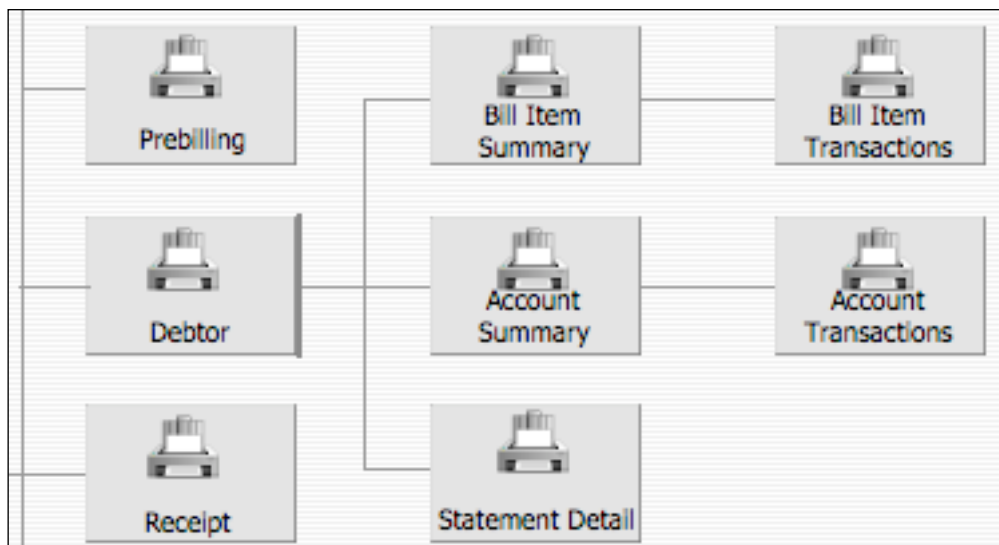 Prebilling
Bill Item
Summary
Bill Item
Transactions
Debtor
Account
Summary
Account
Transactions
Receipt
Statement Detail